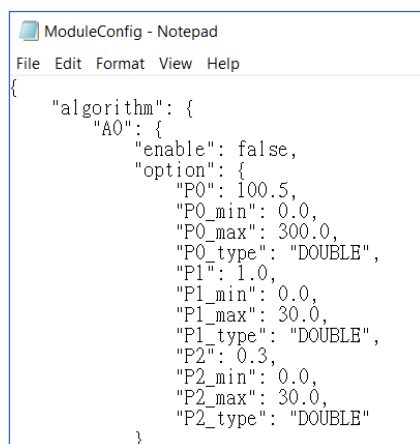 ModuleConfig - Notepad
File Edit Format View Help
{
    "algorithm": {
        "A0": {
            "enable": false,
            "option": {
                "P0": 100.5,
                "P0_min": 0.0,
                "P0_max": 300.0,
                "P0_type": "DOUBLE",
                "P1": 1.0,
                "P1_min": 0.0,
                "P1_max": 30.0,
                "P1_type": "DOUBLE",
                "P2": 0.3,
                "P2_min": 0.0,
                "P2_max": 30.0,
                "P2_type": "DOUBLE"
            }